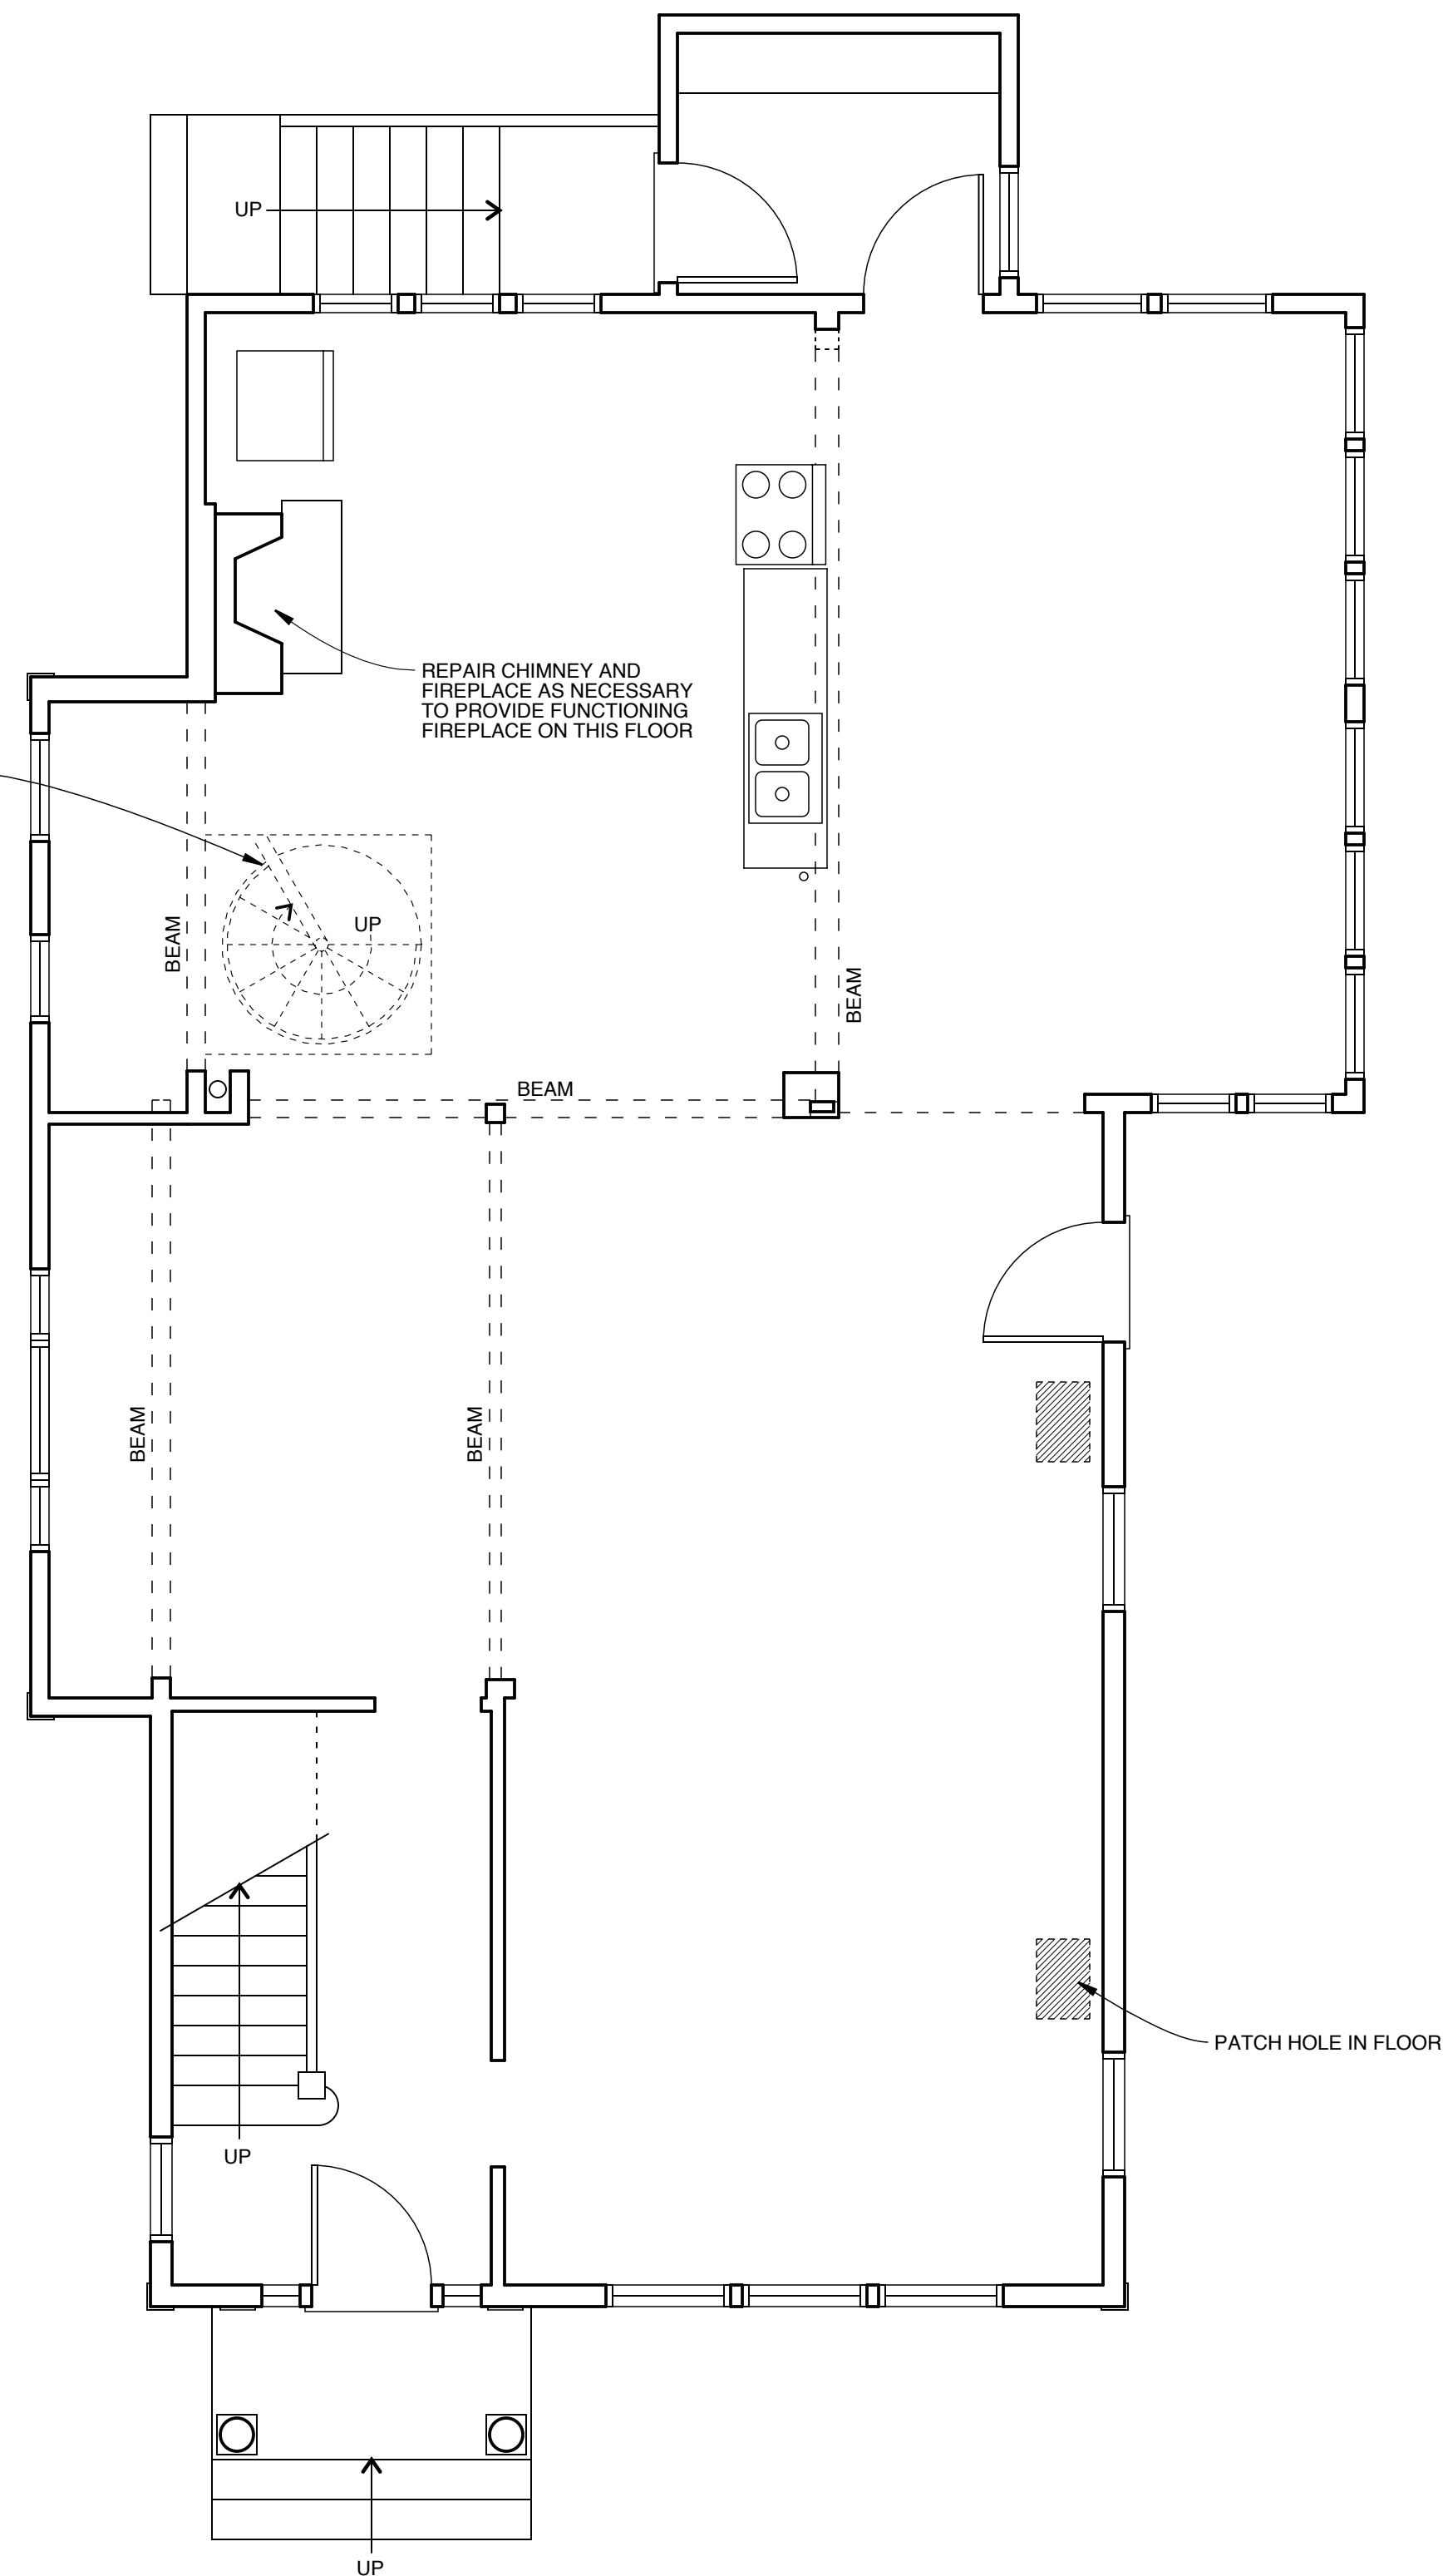 UP
REPAIR CHIMNEY AND
FIREPLACE AS NECESSARY
TO PROVIDE FUNCTIONING
FIREPLACE ON THIS FLOOR
UP
BEAM
BEAM
BEAM
BEAM
BEAM
PATCH HOLE IN FLOOR
UP
UP